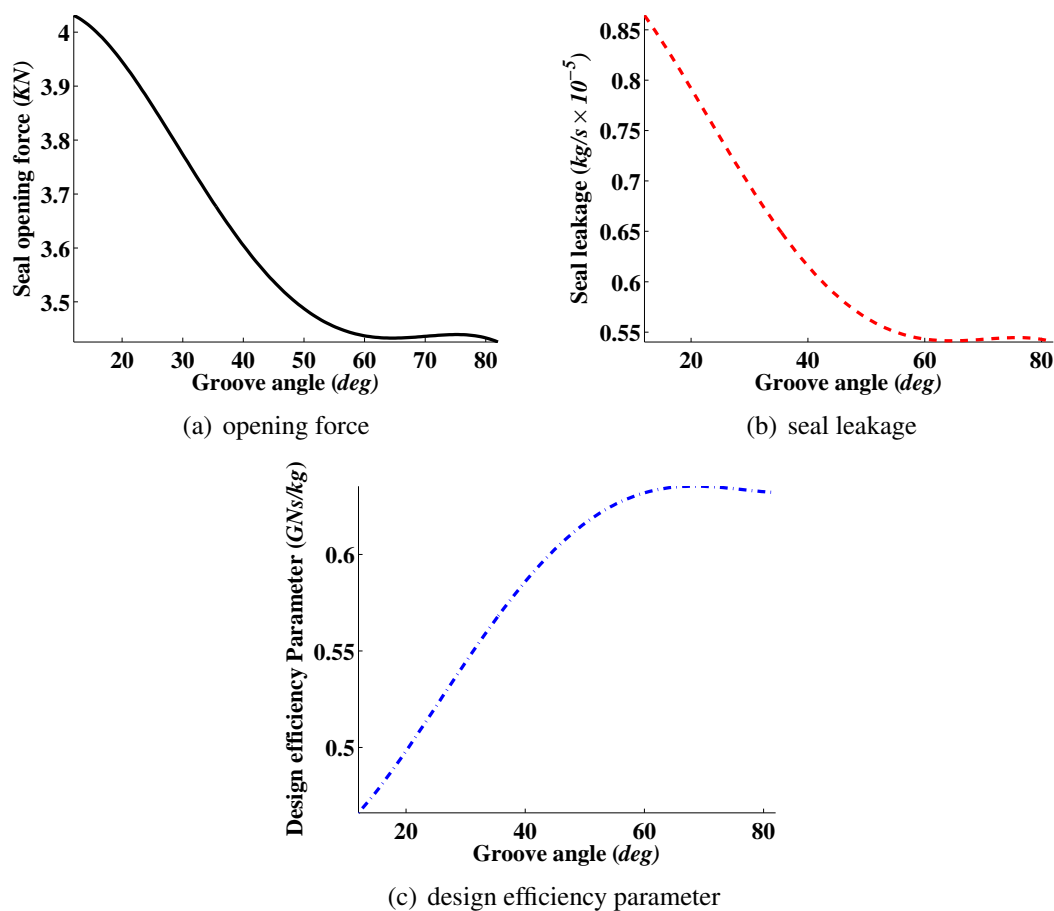 Seal opening force (KN)
4
3.9
3.8
3.7
3.6
3.5
20 30 40 50 60 70 80
Groove angle (deg)
(a) opening force
Seal leakage (kg/s × 10⁻⁵)
0.85
0.8
0.75
0.7
0.65
0.6
0.55
20 40 60 80
Groove angle (deg)
(b) seal leakage
Design efficiency Parameter (GNs/kg)
0.6
0.55
0.5
20 40 60 80
Groove angle (deg)
(c) design efficiency parameter